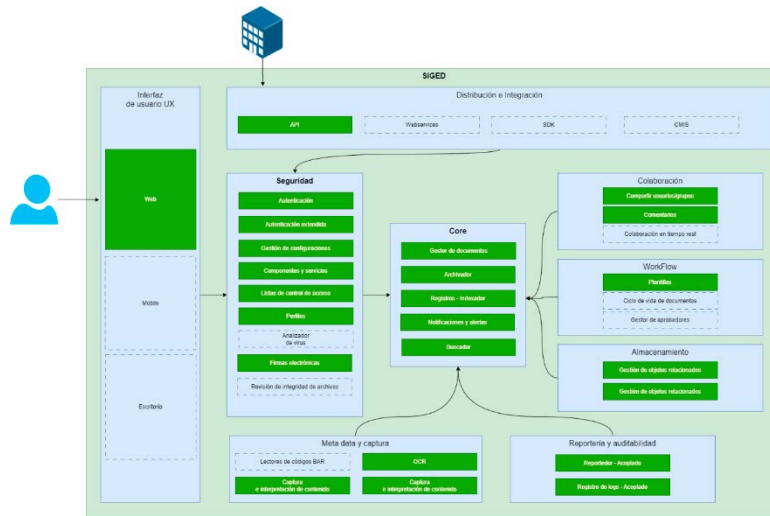 SIGED
Interfaz
de usuario UX
Web
Mobile
Escritorio
Distribución e Integración
API
Webservices
SDK
CMIS
Seguridad
Autenticación
Autenticación extendida
Gestión de configuraciones
Componentes y servicios
Listas de control de acceso
Perfiles
Analizador
de virus
Firmas electrónicas
Revisión de integridad de archivos
Core
Gestor de documentos
Archivador
Registros - Indexador
Notificaciones y alertas
Buscador
Colaboración
Compartir usuarios/grupos
Comentarios
Colaboración en tiempo real
WorkFlow
Plantillas
Ciclo de vida de documentos
Gestor de aprobadores
Almacenamiento
Gestión de objetos relacionados
Gestión de objetos relacionados
Meta data y captura
Lectores de códigos BAR
OCR
Captura
e interpretación de contenido
Captura
e interpretación de contenido
Reportería y auditabilidad
Reporteador - Aceptado
Registro de logs - Aceptado